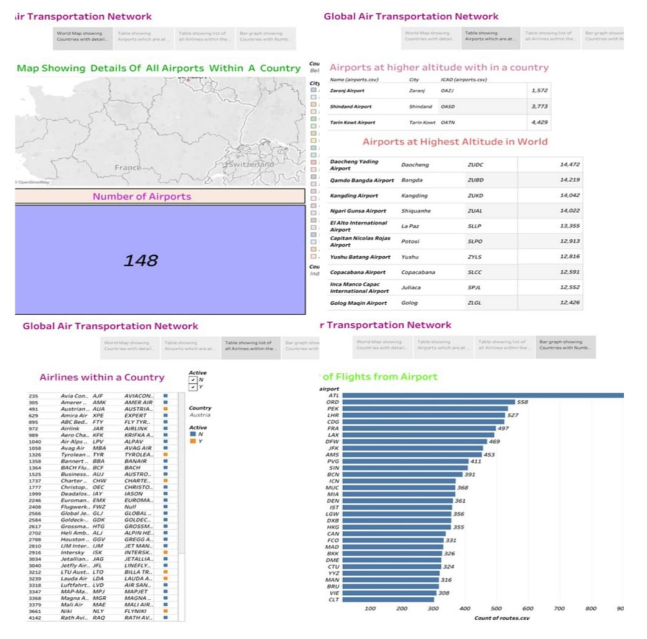 ir Transportation Network
World Map showing Countries with detail...
Table showing Airports which are at ...
Table showing list of all Airlines within the...
Bar graph showing Countries with Numb...
Map Showing Details Of All Airports Within A Country
France
Switzerland
© OpenStreetMap
Number of Airports
148
Cou
Bel
City
Cou
Ind
Global Air Transportation Network
World Map showing Countries with detail...
Table showing Airports which are at ...
Table showing list of all Airlines within the...
Bar graph showing Countries with Numb
Airports at higher altitude with in a country
Name (airports.csv) City ICAO (airports.csv)
Zaranj Airport Zaranj OAZJ 1,572
Shindand Airport Shindand OASD 3,773
Tarin Kowt Airport Tarin Kowt OATN 4,429
Airports at Highest Altitude in World
Daocheng Yading Airport Daocheng ZUDC 14,472
Qamdo Bangda Airport Bangda ZUBD 14,219
Kangding Airport Kangding ZUKD 14,042
Ngari Gunsa Airport Shiquanhe ZUAL 14,022
El Alto International Airport La Paz SLLP 13,355
Capitan Nicolas Rojas Airport Potosi SLPO 12,913
Yushu Batang Airport Yushu ZYLS 12,816
Copacabana Airport Copacabana SLCC 12,591
Inca Manco Capac International Airport Juliaca SPJL 12,552
Golog Maqin Airport Golog ZLGL 12,426
Global Air Transportation Network
World Map showing Countries with detail...
Table showing Airports which are at ...
Table showing list of all Airlines within the...
Bar graph show Countries with
Airlines within a Country
Active
N
Y
Country
Austria
Active
N
Y
235 Avia Con.. AJF AVIACON..
305 Amerer .. AMK AMER AIR
491 Austrian .. AUA AUSTRIA..
629 Amira Air XPE EXPERT
895 ABC Bed.. FTY FLY TYR..
972 Airlink JAR AIRLINK
989 Aero Cha.. KFK KRIFKA A..
1040 Air Alps .. LPV ALPAV
1058 Avag Air MBA AVAG AIR
1326 Tyrolean .. TYR TYROLEA..
1359 Bannert .. BBA BANAIR
1364 BACH Flu.. BCF BACH
1525 Business .. AUJ AUSTRO..
1737 Charter .. CHW CHARTE..
1777 Christop.. OEC CHRISTO..
1999 Deadalos.. IAY IASON
2246 Euroman.. EMX EUROMA..
2408 Flugwerk.. FWZ Null
2566 Global Je.. GLJ GLOBAL ..
2584 Goldeck-.. GDK GOLDEC..
2617 Grossma.. HTG GROSSM..
2702 Heli Amb.. ALJ ALPIN HE..
2788 Houston .. GGV GREGG A..
2810 IJM Inter.. IJM JET MAN..
2916 Intersky ISK INTERSK..
3034 Jetallian.. JAG JETALLIA..
3040 Jetfly Air.. JFL LINEFLY..
3212 LTU Aust.. LTO BILLA TR..
3239 Lauda Air LDA LAUDA A..
3318 Luftfahrt.. LVD AIR SAN..
3347 MAP-Ma.. MPJ MAPJET
3368 Magna A.. MGR MAGNA ..
3379 Mali Air MAE MALI AIR..
3661 Niki NLY FLYNIKI
4142 Rath Avi.. RAQ RATH AV..
r Transportation Network
World Map showing Countries with detail...
Table showing Airports which are at ...
Table showing list of all Airlines within the...
Bar graph showing Countries with Numb...
of Flights from Airport
airport
ATL
ORD 558
PEK
LHR 527
CDG
FRA 497
LAX
DFW 469
JFK
AMS 453
PVG 411
SIN
BCN 391
ICN
MUC 368
MIA
DEN 361
IST
LGW 356
DXB
HKG 355
CAN
FCO 331
MAD
BKK 326
DME
CTU 324
YYZ
MAN 316
BRU
VIE 308
CLT
100 200 300 400 500 600 700 800 90
Count of routes.csv